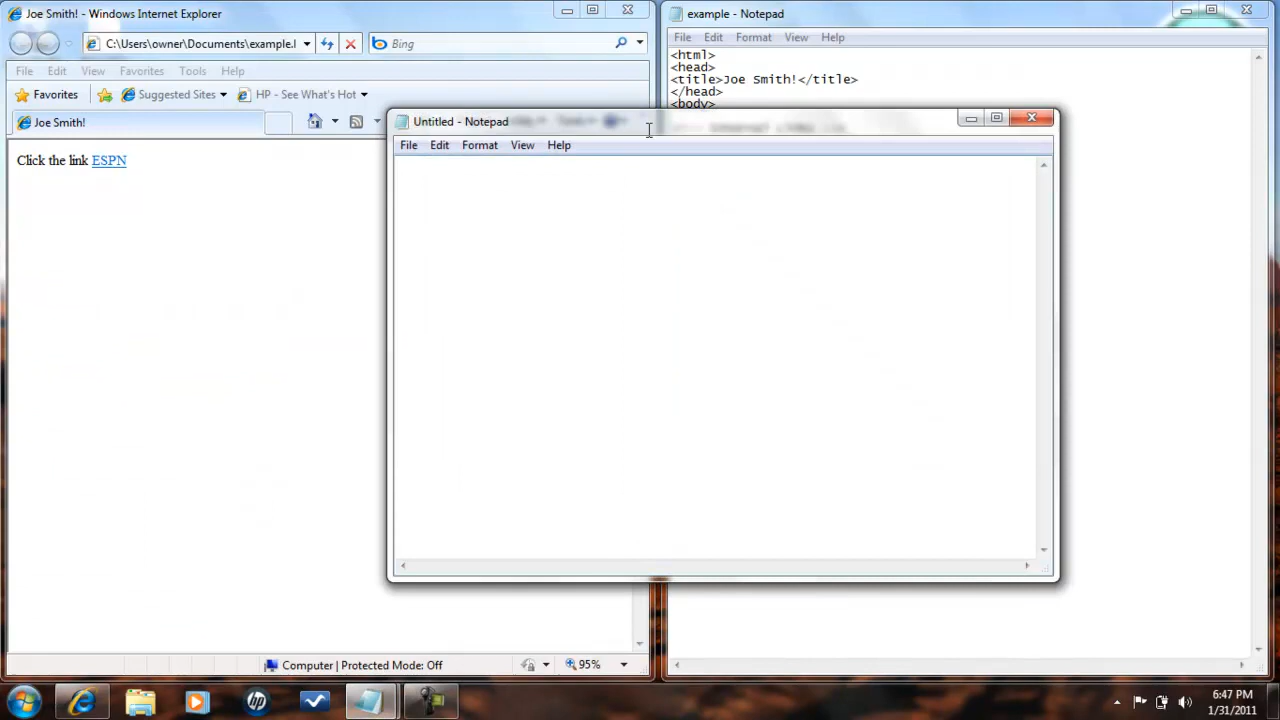 Joe Smith! - Windows Internet Explorer
C:\Users\owner\Documents\example.l
Bing
File Edit View Favorites Tools Help
Favorites Suggested Sites HP - See What's Hot
Joe Smith!
Click the link ESPN
Computer | Protected Mode: Off
95%
example - Notepad
File Edit Format View Help
<html>
<head>
<title>Joe Smith!</title>
</head>
<body>
Untitled - Notepad
File Edit Format View Help
hp
6:47 PM
1/31/2011